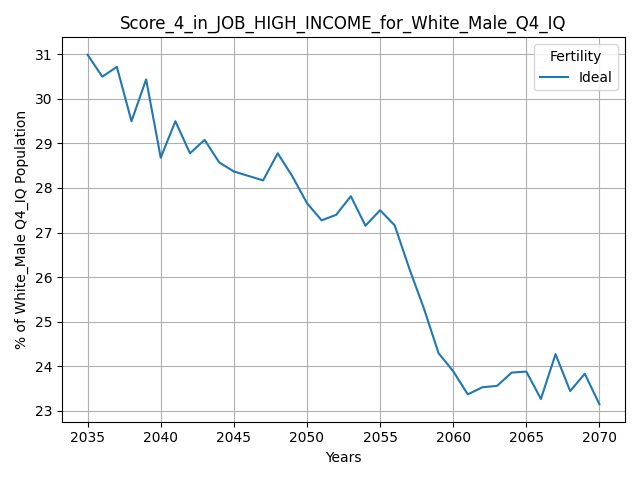 Score_4_in_JOB_HIGH_INCOME_for_White_Male_Q4_IQ
Fertility
Ideal
% of White_Male Q4_IQ Population
31
30
29
28
27
26
25
24
23
2035 2040 2045 2050 2055 2060 2065 2070
Years